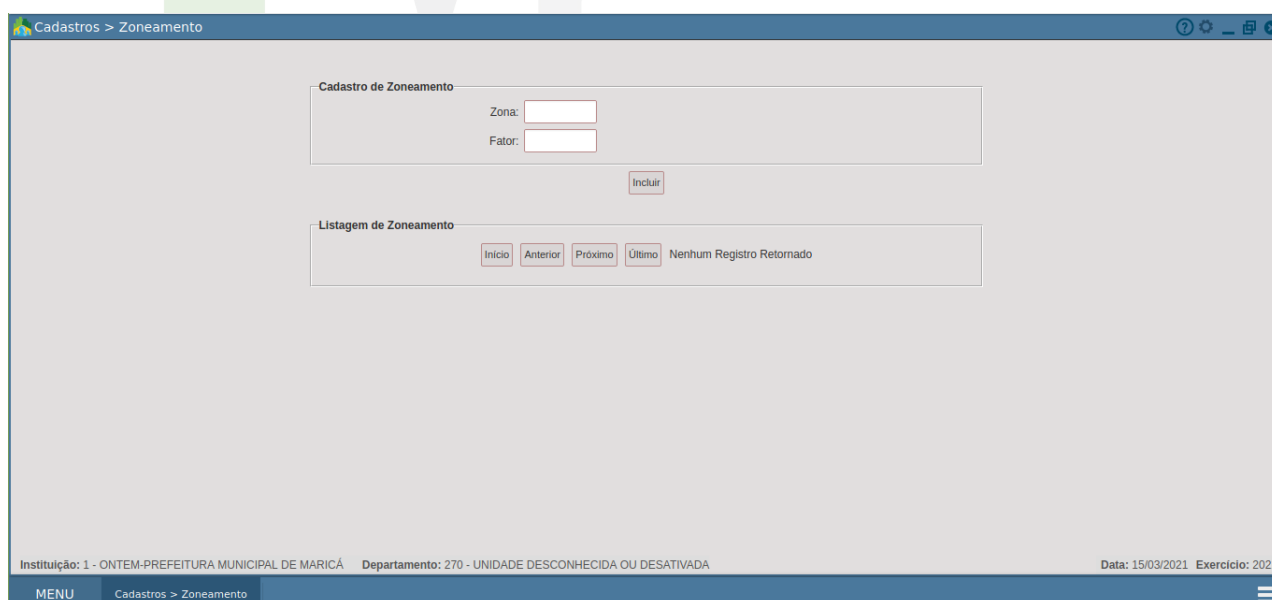 Cadastros > Zoneamento
Cadastro de Zoneamento
Zona:
Fator:
Incluir
Listagem de Zoneamento
Início Anterior Próximo Último Nenhum Registro Retornado
Instituição: 1 - ONTEM-PREFEITURA MUNICIPAL DE MARICÁ Departamento: 270 - UNIDADE DESCONHECIDA OU DESATIVADA Data: 15/03/2021 Exercício: 202
MENU Cadastros > Zoneamento